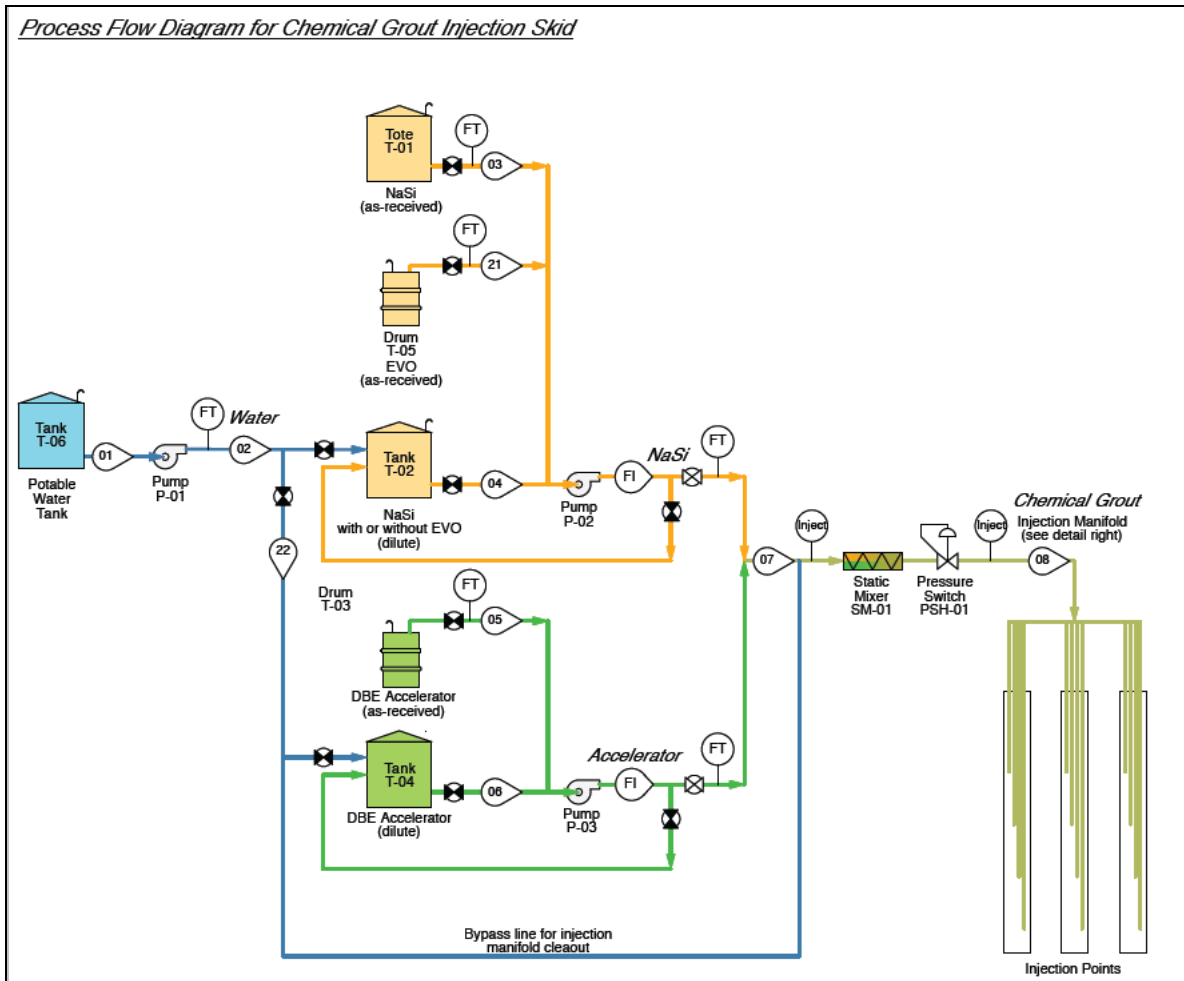 Process Flow Diagram for Chemical Grout Injection Skid
Tote
T-01
FT
03
NaSi
(as-received)
FT
21
Drum
T-05
EVO
(as-received)
Tank
T-06
01
Potable
Water
Tank
Pump
P-01
FT
Water
02
22
Tank
T-02
04
NaSi
with or without EVO
(dilute)
Pump
P-02
FI
NaSi
FT
Drum
T-03
FT
05
DBE Accelerator
(as-received)
Tank
T-04
06
DBE Accelerator
(dilute)
Pump
P-03
FI
Accelerator
FT
07
Inject
Static
Mixer
SM-01
Pressure
Switch
PSH-01
Inject
Chemical Grout
Injection Manifold
(see detail right)
08
Bypass line for injection
manifold cleaout
Injection Points